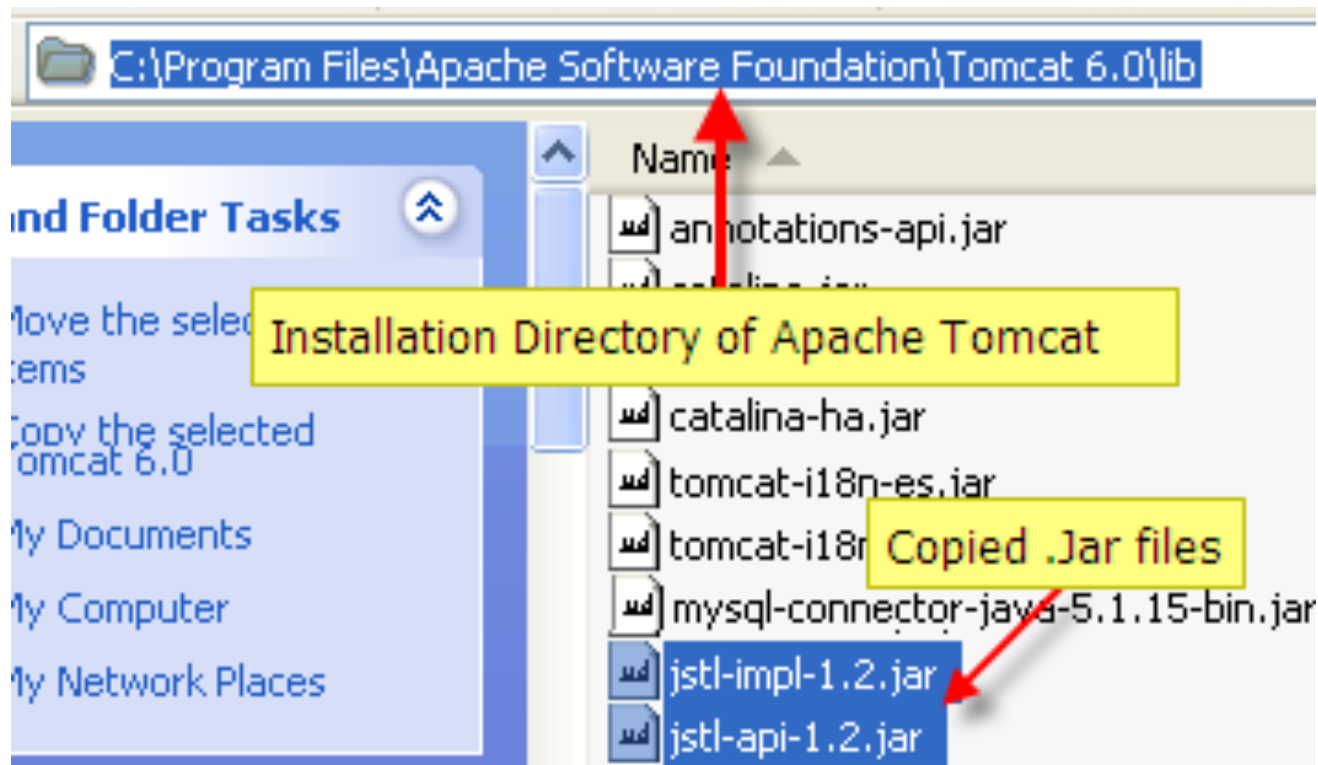 C:\Program Files\Apache Software Foundation\Tomcat 6.0\lib
Name
and Folder Tasks
annotations-api.jar
Move the selec
items
Installation Directory of Apache Tomcat
Copy the selected
Tomcat 6.0
catalina-ha.jar
tomcat-i18n-es.jar
My Documents
tomcat-i18n
Copied .Jar files
My Computer
mysql-connector-java-5.1.15-bin.jar
My Network Places
jstl-impl-1.2.jar
jstl-api-1.2.jar